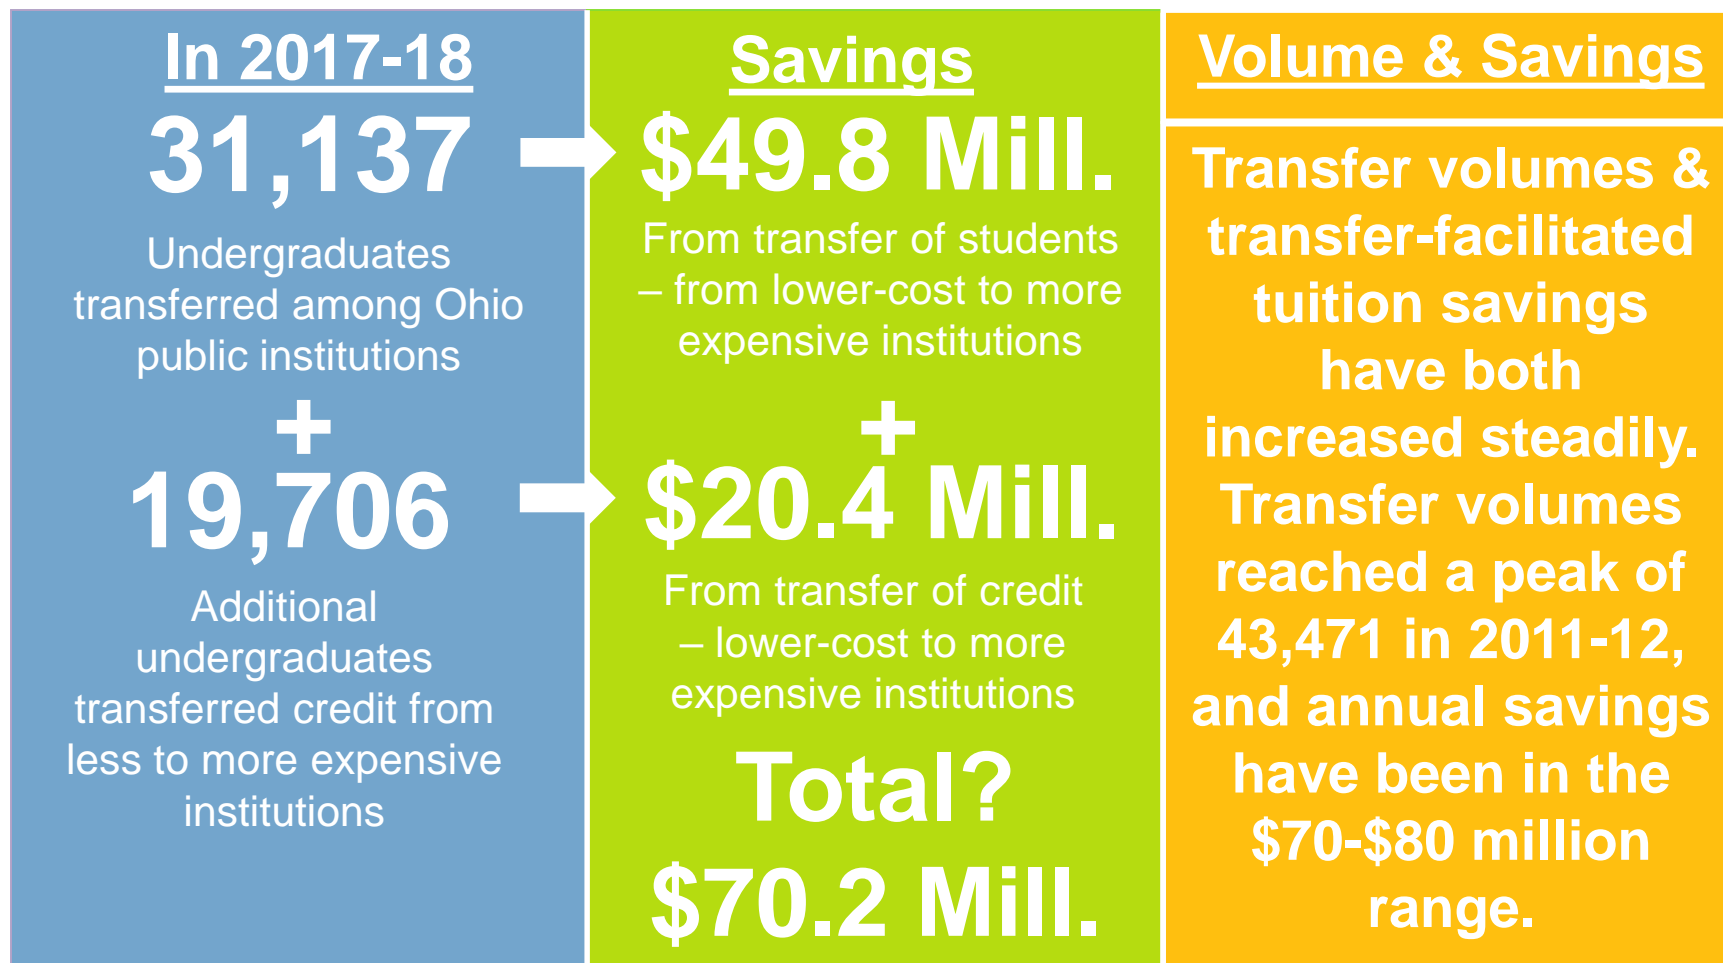 In 2017-18
31,137
Undergraduates
transferred among Ohio
public institutions
+
19,706
Additional
undergraduates
transferred credit from
less to more expensive
institutions
Savings
$49.8 Mill.
From transfer of students
– from lower-cost to more
expensive institutions
+
$20.4 Mill.
From transfer of credit
– lower-cost to more
expensive institutions
Total?
$70.2 Mill.
Volume & Savings
Transfer volumes &
transfer-facilitated
tuition savings
have both
increased steadily.
Transfer volumes
reached a peak of
43,471 in 2011-12,
and annual savings
have been in the
$70-$80 million
range.